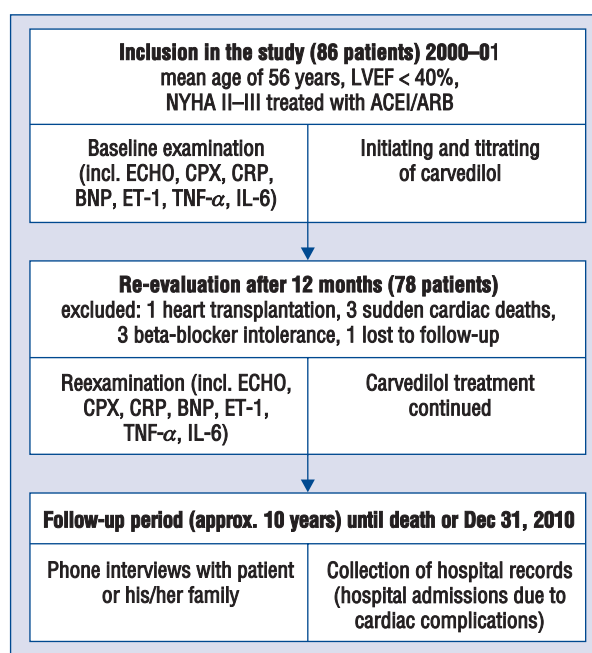 Inclusion in the study (86 patients) 2000–01
mean age of 56 years, LVEF < 40%,
NYHA II–III treated with ACEI/ARB
Baseline examination
(incl. ECHO, CPX, CRP,
BNP, ET-1, TNF-α, IL-6)
Initiating and titrating
of carvedilol
Re-evaluation after 12 months (78 patients)
excluded: 1 heart transplantation, 3 sudden cardiac deaths,
3 beta-blocker intolerance, 1 lost to follow-up
Reexamination (incl. ECHO,
CPX, CRP, BNP, ET-1,
TNF-α, IL-6)
Carvedilol treatment
continued
Follow-up period (approx. 10 years) until death or Dec 31, 2010
Phone interviews with patient
or his/her family
Collection of hospital records
(hospital admissions due to
cardiac complications)